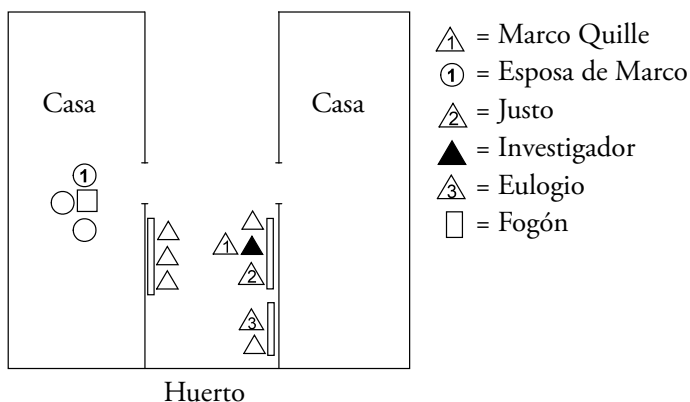 Casa
Casa
1
1
2
3
1 = Marco Quille
1 = Esposa de Marco
2 = Justo
= Investigador
3 = Eulogio
= Fogón
Huerto